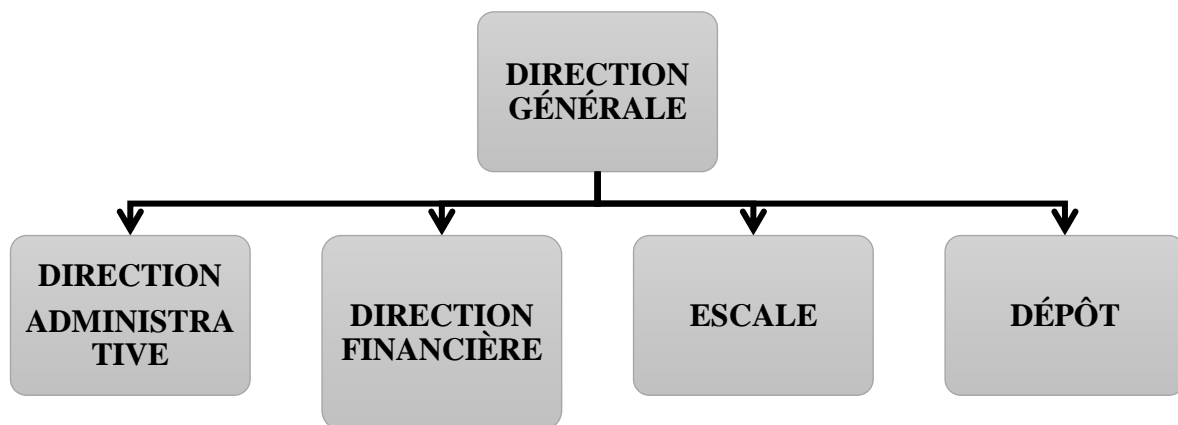 DIRECTION
GÉNÉRALE
DIRECTION
ADMINISTRA
TIVE
DIRECTION
FINANCIÈRE
ESCALE
DÉPÔT